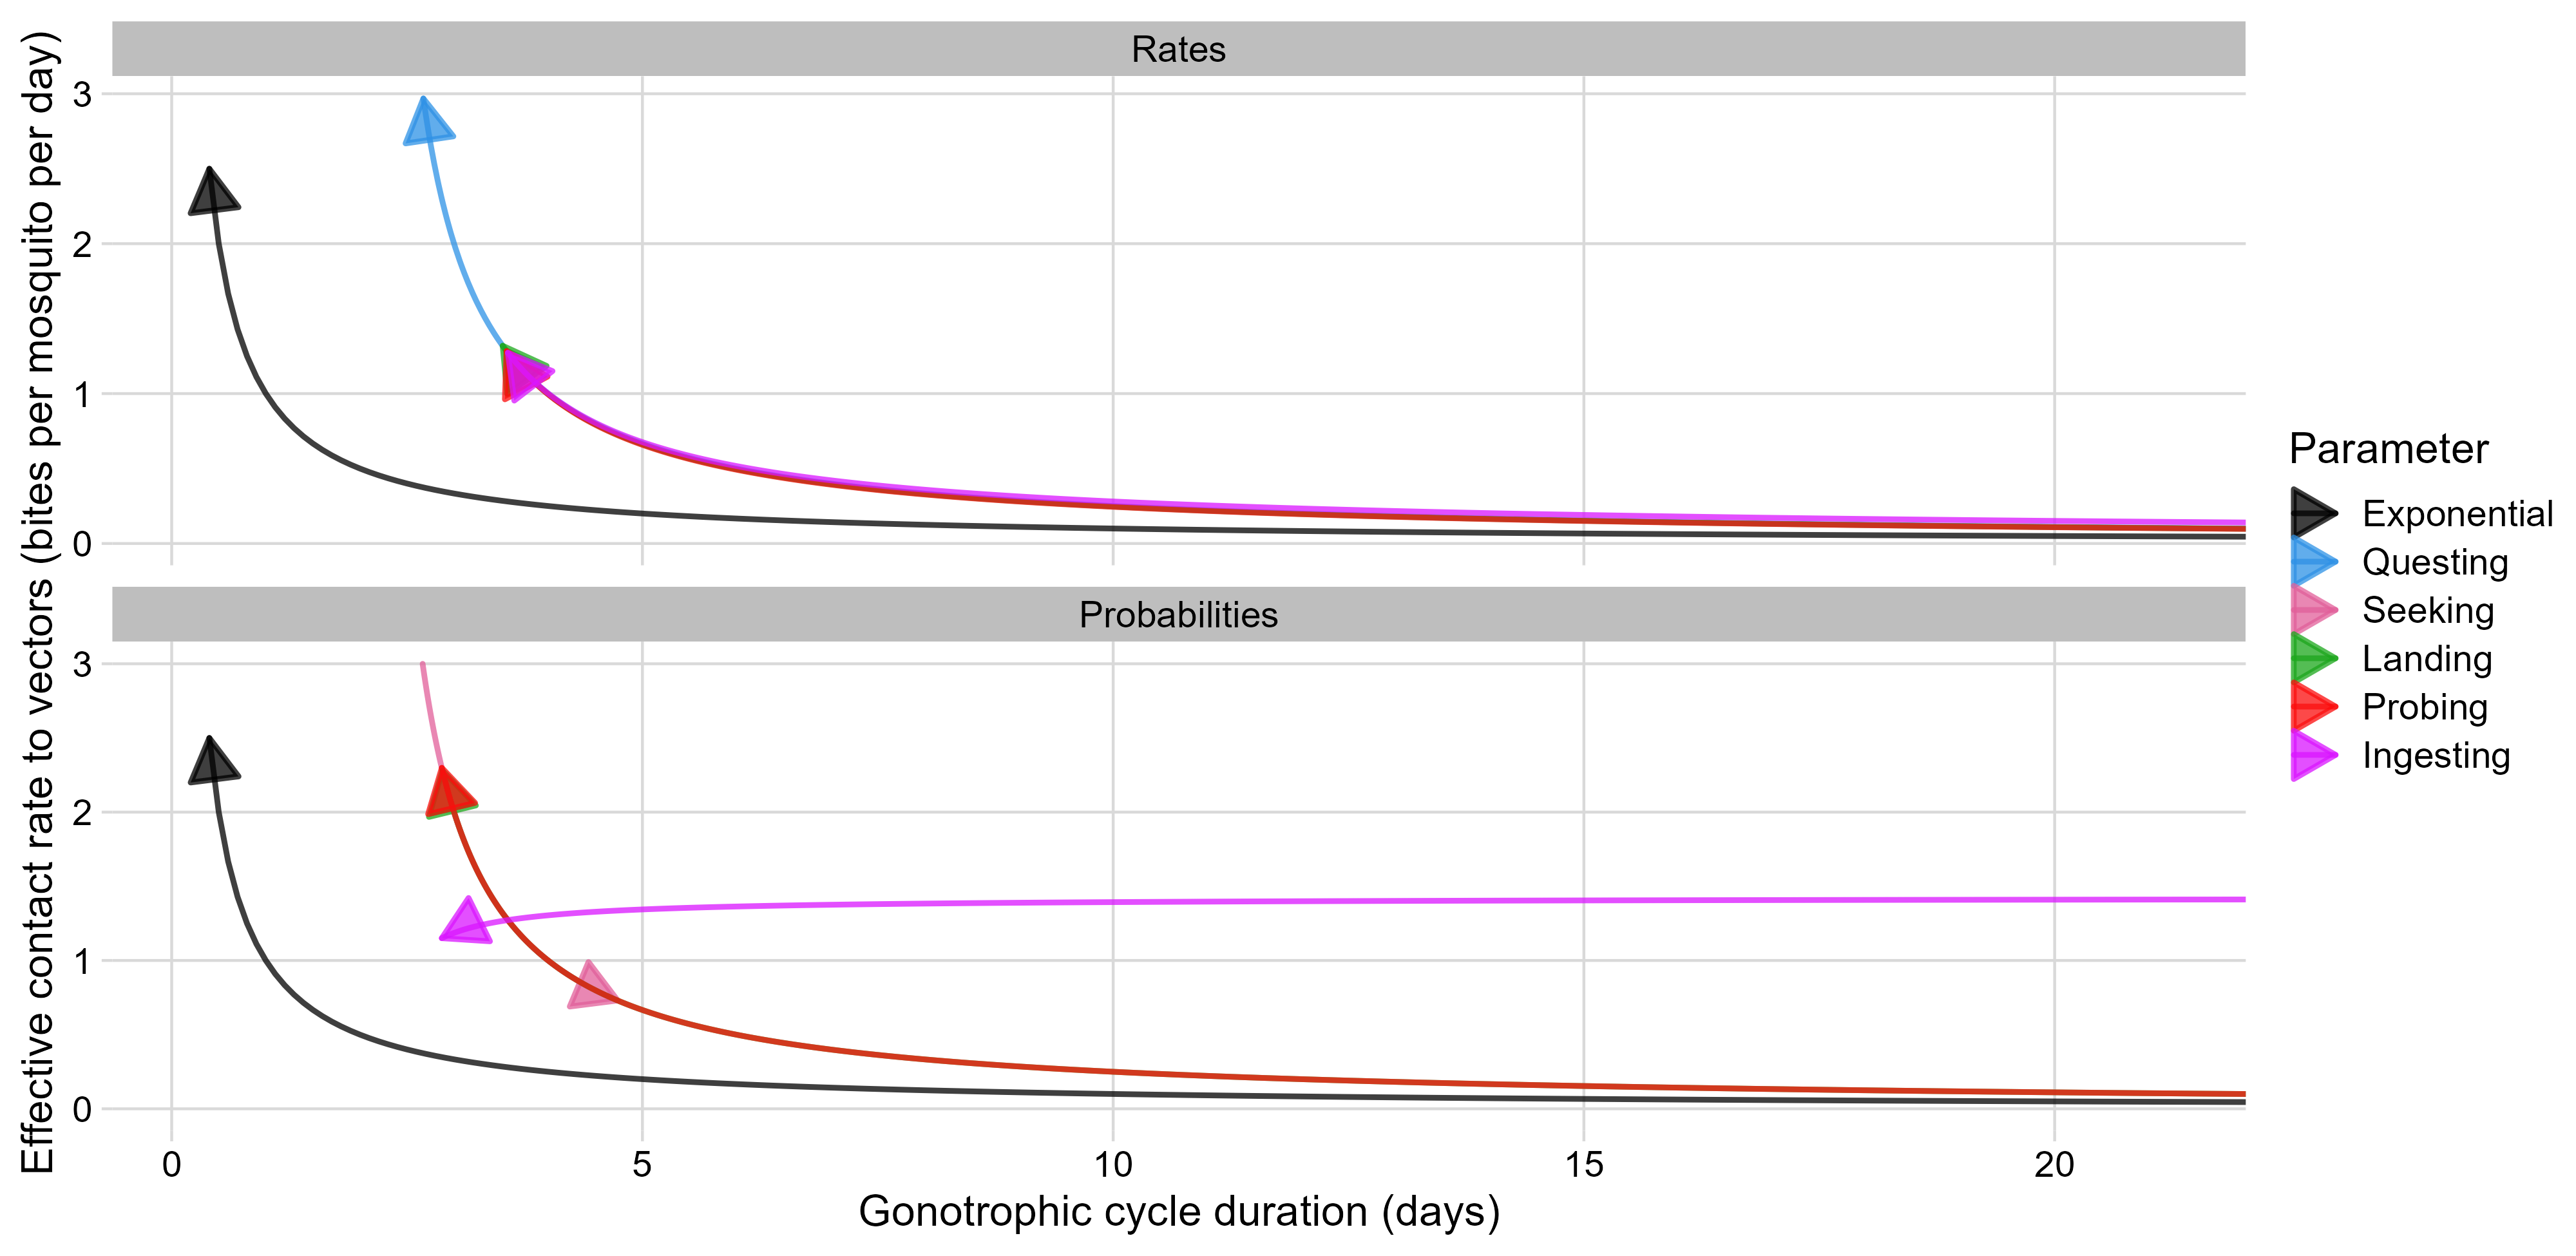 Effective contact rate to vectors (bites per mosquito per day)
Rates
3
2
1
0
Probabilities
3
2
1
0
0 5 10 15 20
Gonotrophic cycle duration (days)
Parameter
Exponential
Questing
Seeking
Landing
Probing
Ingesting